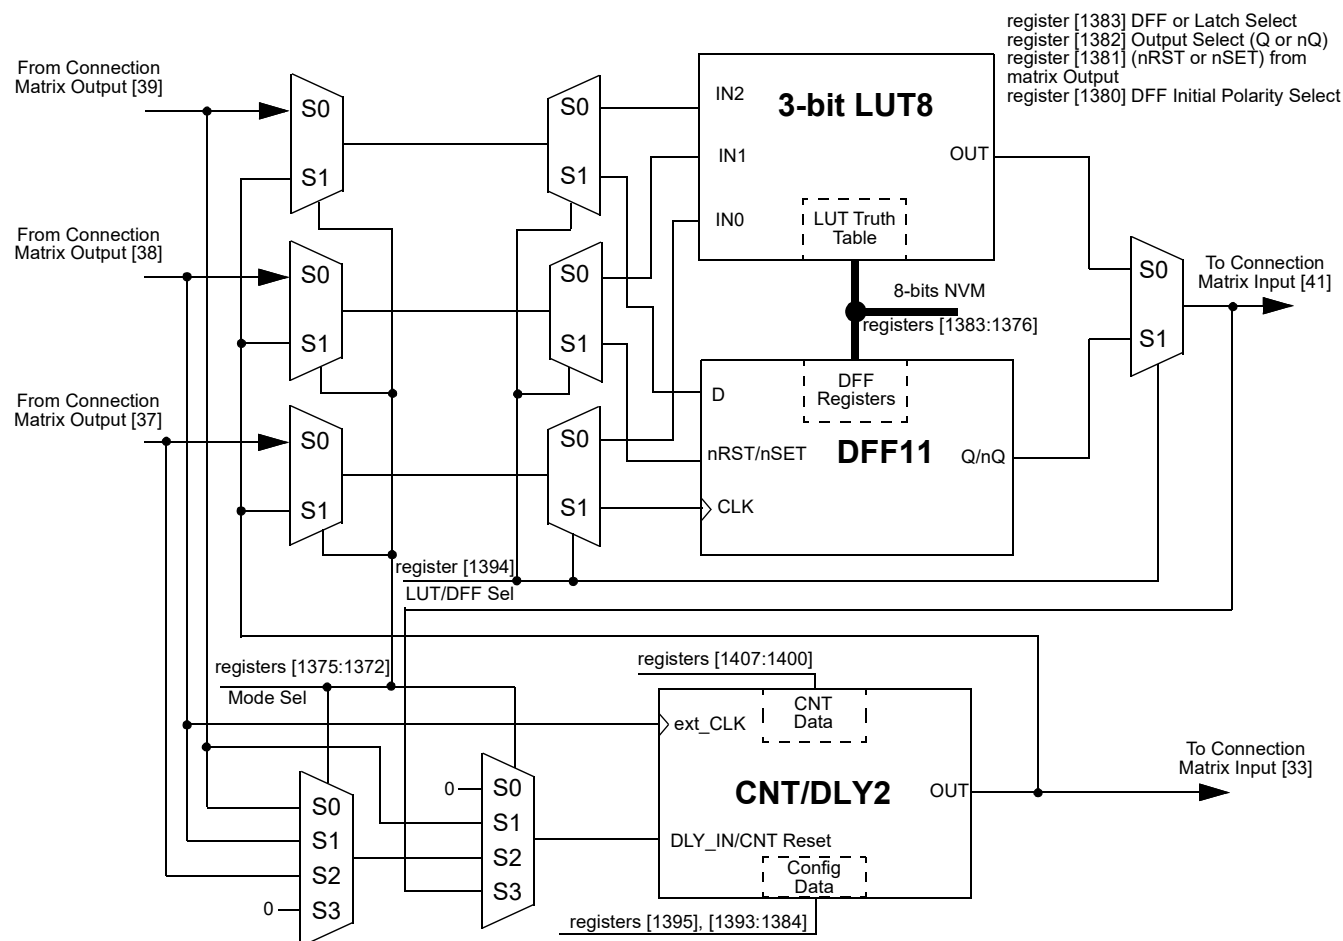 register [1383] DFF or Latch Select
register [1382] Output Select (Q or nQ)
register [1381] (nRST or nSET) from
matrix Output
register [1380] DFF Initial Polarity Select
From Connection
Matrix Output [39]
S0
S1
S0
S1
IN2
IN1
IN0
3-bit LUT8
OUT
LUT Truth
Table
From Connection
Matrix Output [38]
S0
S1
S0
S1
8-bits NVM
registers [1383:1376]
S0
S1
To Connection
Matrix Input [41]
From Connection
Matrix Output [37]
S0
S1
S0
S1
D
nRST/nSET
CLK
DFF
Registers
DFF11
Q/nQ
register [1394]
LUT/DFF Sel
registers [1375:1372]
Mode Sel
registers [1407:1400]
ext_CLK
CNT
Data
CNT/DLY2
OUT
DLY_IN/CNT Reset
Config
Data
To Connection
Matrix Input [33]
0
S0
S1
S2
S3
S0
S1
S2
0
S3
registers [1395], [1393:1384]